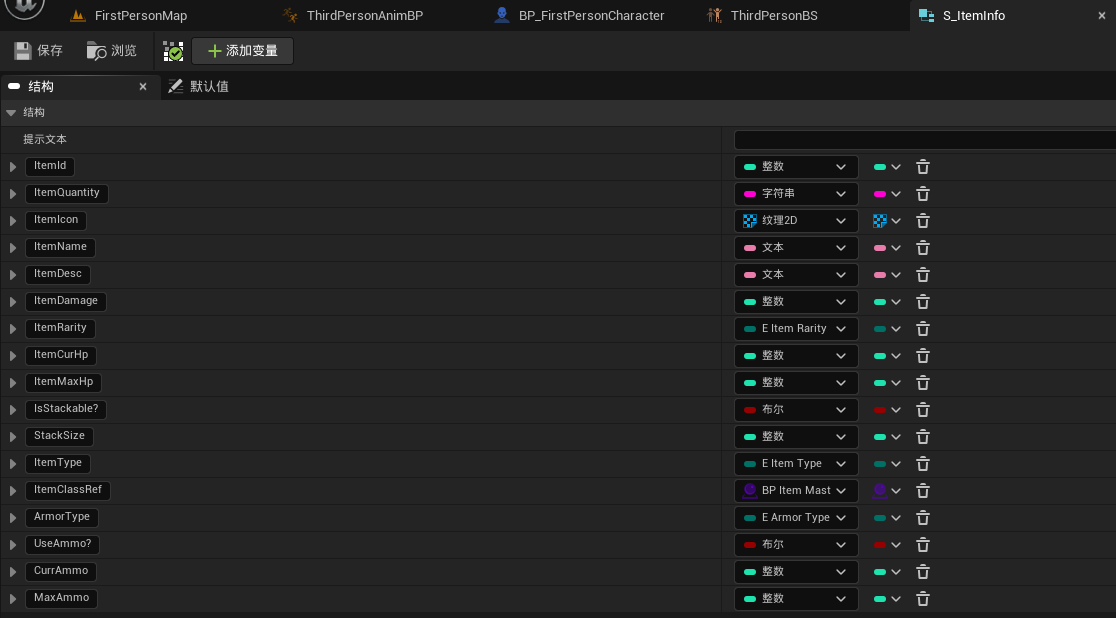 FirstPersonMap ThirdPersonAnimBP BP_FirstPersonCharacter ThirdPersonBS S_ItemInfo
保存 浏览 添加变量
结构 默认值
结构
提示文本
ItemId 整数
ItemQuantity 字符串
ItemIcon 纹理2D
ItemName 文本
ItemDesc 文本
ItemDamage 整数
ItemRarity E Item Rarity
ItemCurHp 整数
ItemMaxHp 整数
IsStackable? 布尔
StackSize 整数
ItemType E Item Type
ItemClassRef BP Item Mast
ArmorType E Armor Type
UseAmmo? 布尔
CurrAmmo 整数
MaxAmmo 整数